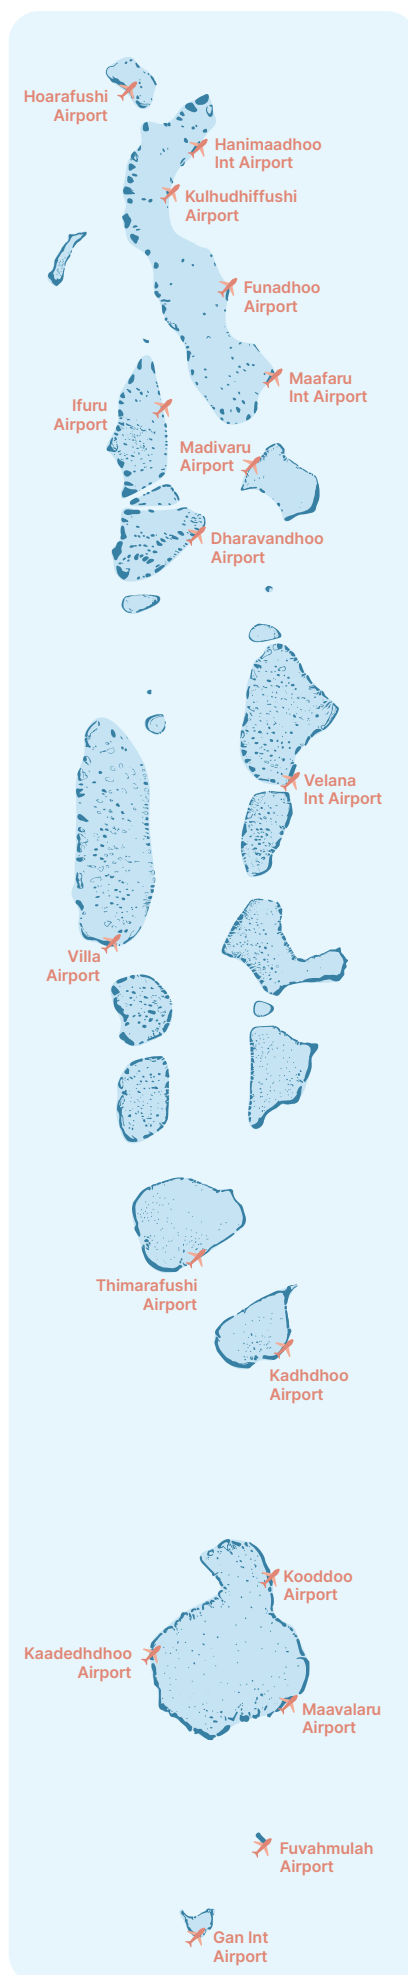 Hoarafushi
Airport
Hanimaadhoo
Int Airport
Kulhudhiffushi
Airport
Funadhoo
Airport
Maafaru
Int Airport
Ifuru
Airport
Madivaru
Airport
Dharavandhoo
Airport
Velana
Int Airport
Villa
Airport
Thimarafushi
Airport
Kadhdhoo
Airport
Kooddoo
Airport
Kaadedhdhoo
Airport
Maavalaru
Airport
Fuvahmulah
Airport
Gan Int
Airport